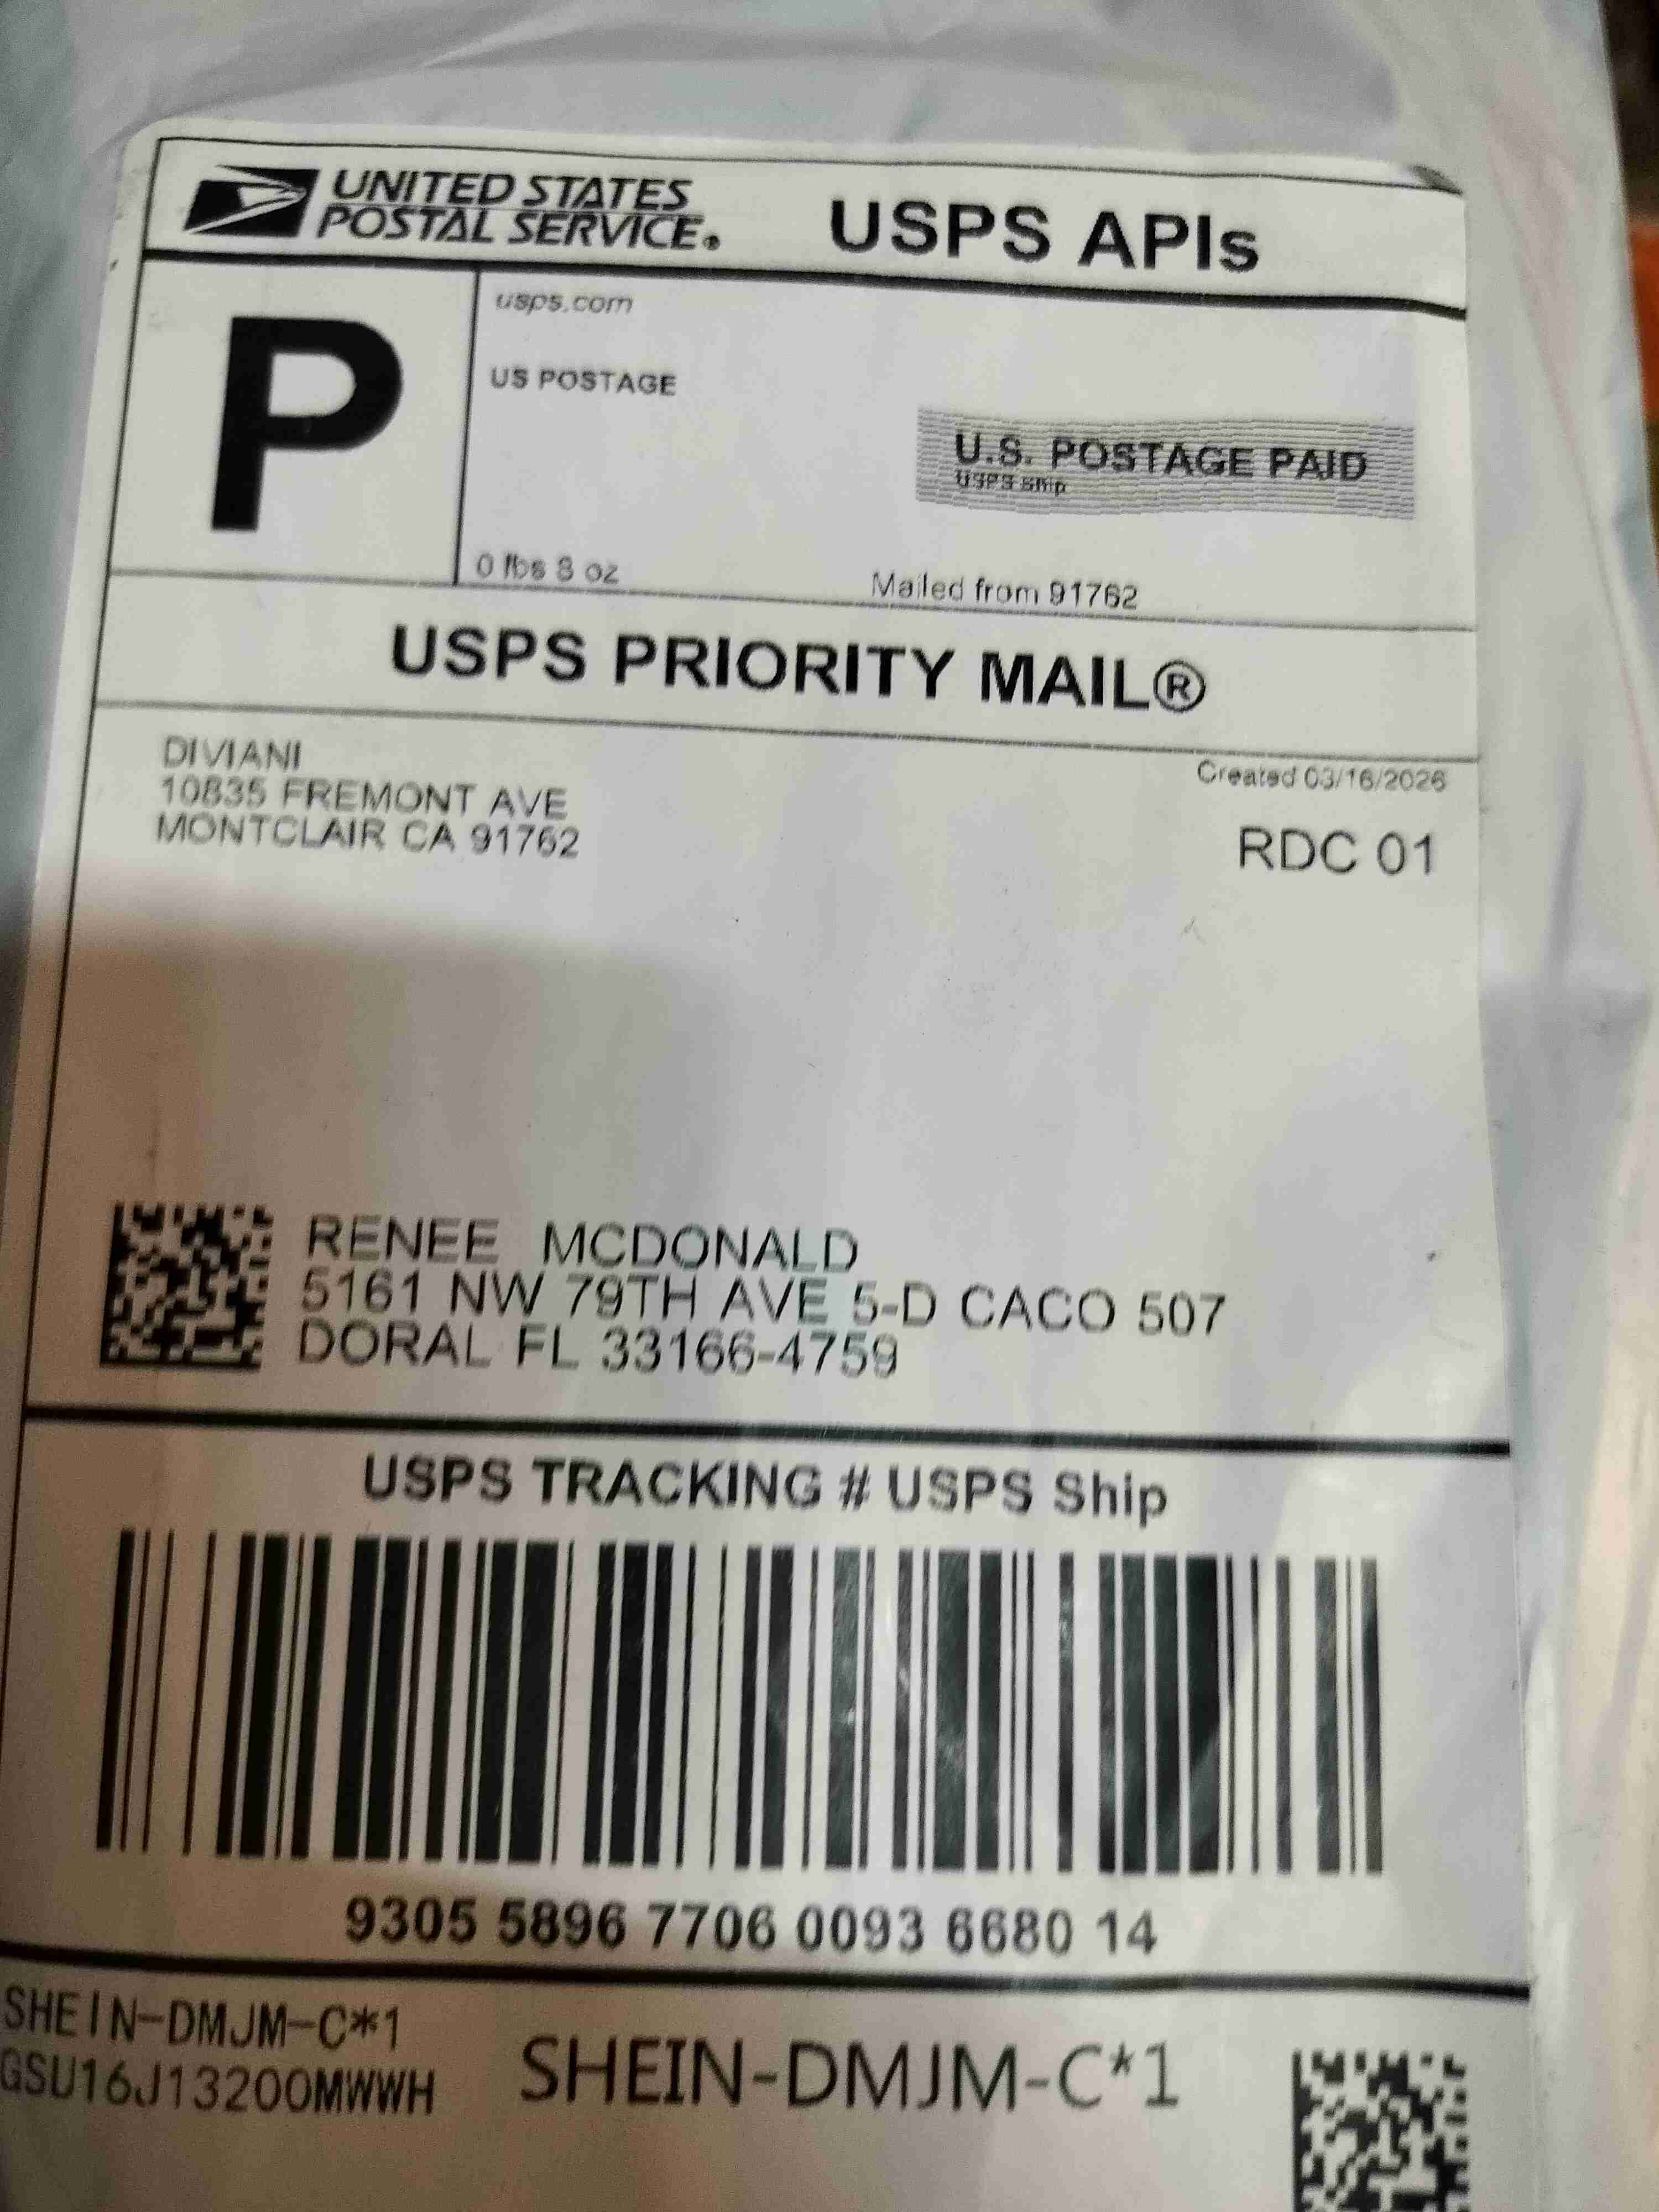 UNITED STATES
POSTAL SERVICE®
USPS APIs
P
usps.com
US POSTAGE
U.S. POSTAGE PAID
USPS Ship
0 lbs 8 oz
Mailed from 91762
USPS PRIORITY MAIL®
DIVIANI
10835 FREMONT AVE
MONTCLAIR CA 91762
Created 03/16/2026
RDC 01
RENEE MCDONALD
5161 NW 79TH AVE 5-D CACO 507
DORAL FL 33166-4759
USPS TRACKING # USPS Ship
9305 5896 7706 0093 6680 14
SHEIN-DMJM-C*1
GSU16J13200MWWH
SHEIN-DMJM-C*1